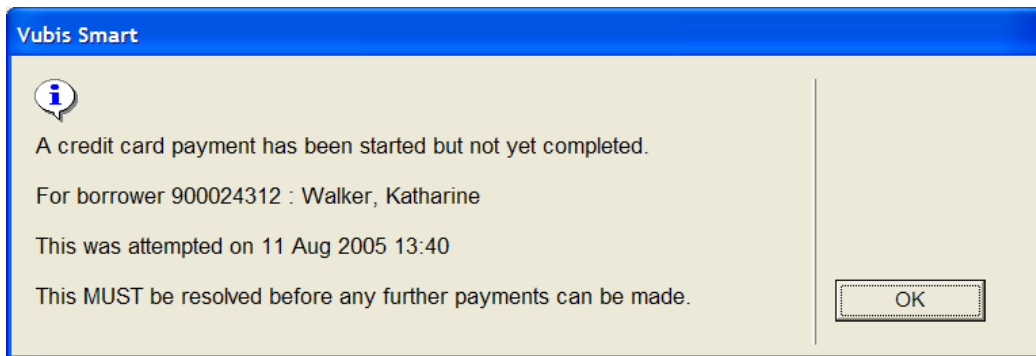 Vubis Smart
A credit card payment has been started but not yet completed.
For borrower 900024312 : Walker, Katharine
This was attempted on 11 Aug 2005 13:40
This MUST be resolved before any further payments can be made.
OK